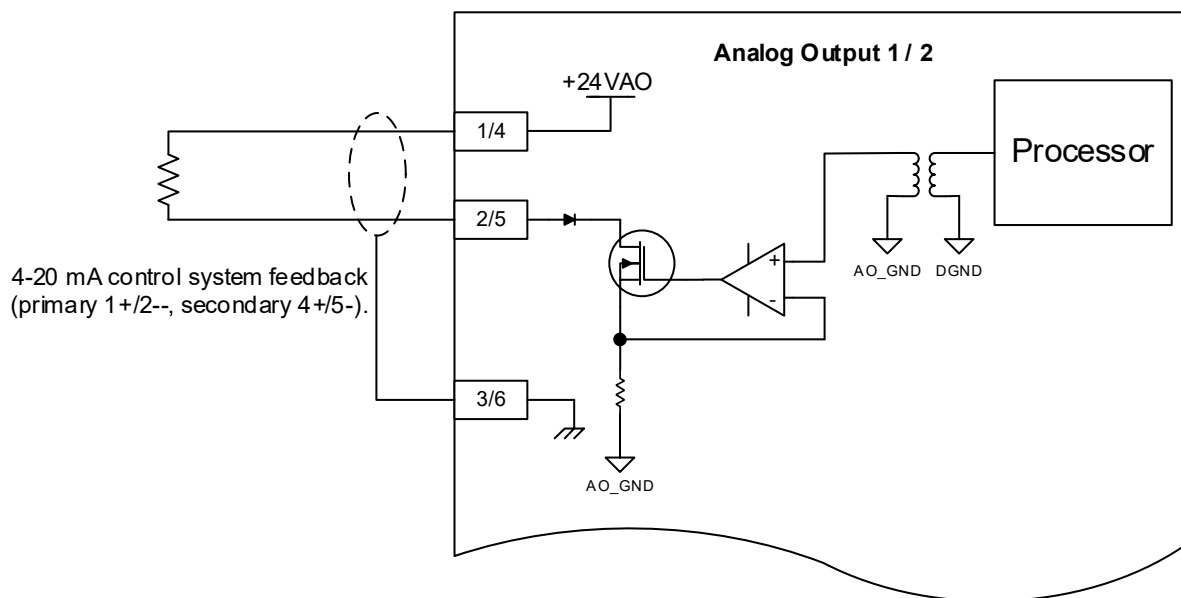 Analog Output 1 / 2
+24VAO
1/4
Processor
2/5
+
-
AO_GND
DGND
4-20 mA control system feedback
(primary 1+/2--, secondary 4+/5-).
3/6
AO_GND